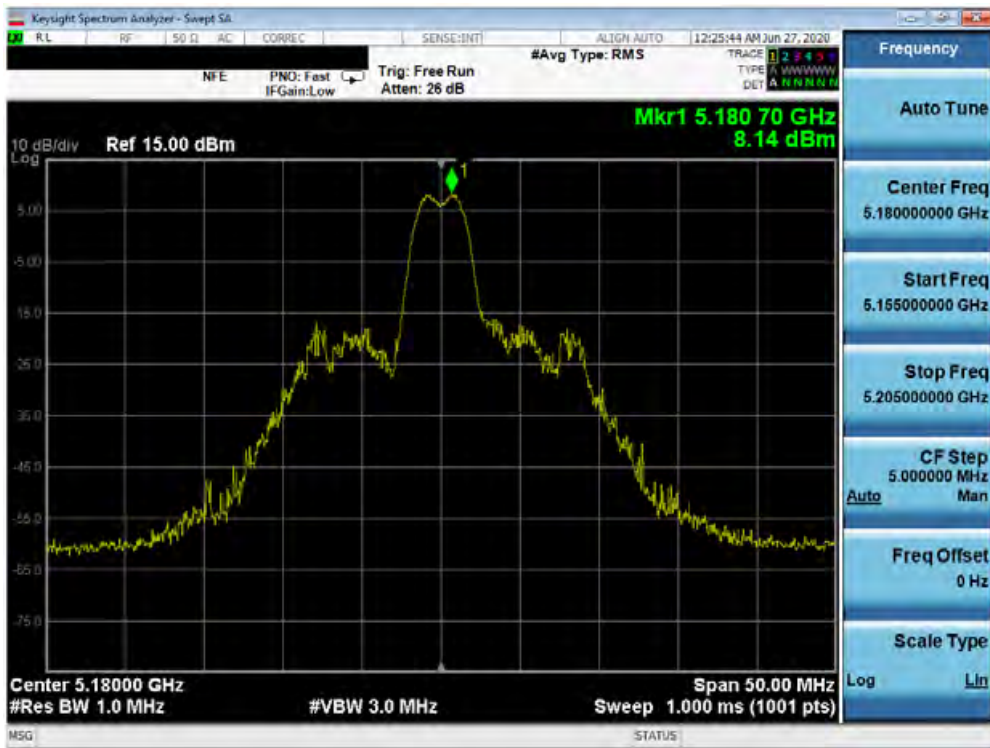 Keysight Spectrum Analyzer - Swept SA
RL RF 50 Ω AC CORREC SENSE:INT ALIGN AUTO 12:25:44 AM Jun 27, 2020
#Avg Type: RMS
TRACE 1 2 3 4 5 6
TYPE A WWWWW
DET A N N N N N
NFE PNO: Fast Trig: Free Run
IFGain:Low Atten: 26 dB
Mkr1 5.180 70 GHz
8.14 dBm
10 dB/div Ref 15.00 dBm
Log
1
5.00
-5.00
-15.0
-25.0
-35.0
-45.0
-55.0
-65.0
-75.0
Center 5.18000 GHz Span 50.00 MHz
#Res BW 1.0 MHz #VBW 3.0 MHz Sweep 1.000 ms (1001 pts)
MSG STATUS
Frequency
Auto Tune
Center Freq
5.180000000 GHz
Start Freq
5.155000000 GHz
Stop Freq
5.205000000 GHz
CF Step
5.000000 MHz
Auto Man
Freq Offset
0 Hz
Scale Type
Log Lin